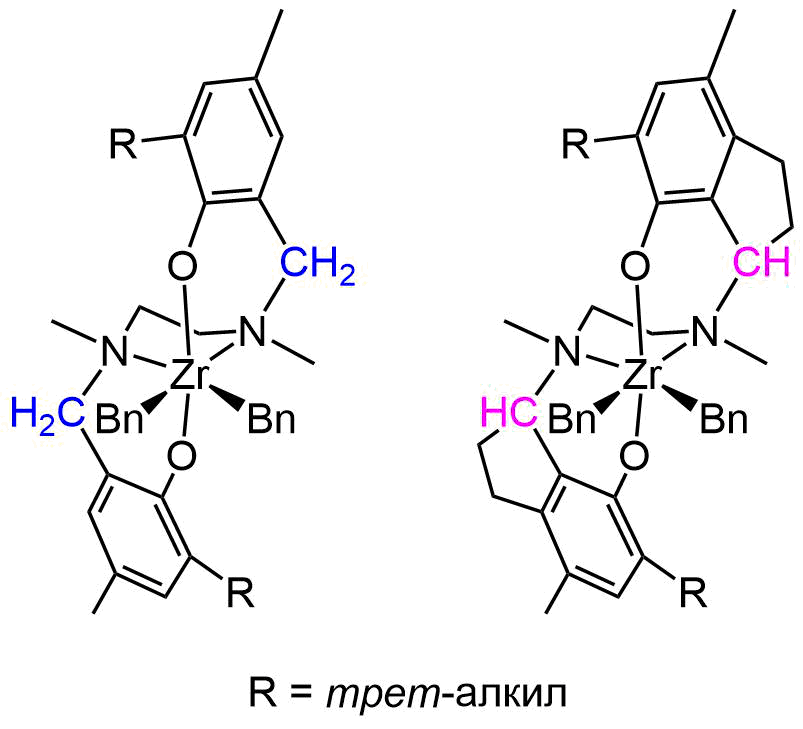 R R
O CH₂ O CH
N N N N
Zr Zr
H₂C Bn Bn HC Bn Bn
O O
R R
R = трет-алкил